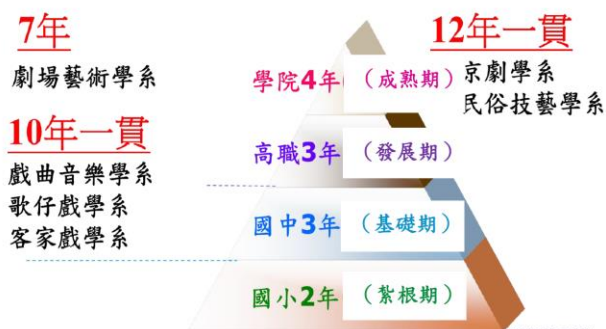 7年
劇場藝術學系
10年一貫
戲曲音樂學系
歌仔戲學系
客家戲學系
學院4年(成熟期)
高職3年(發展期)
國中3年(基礎期)
國小2年(紮根期)
12年一貫
京劇學系
民俗技藝學系